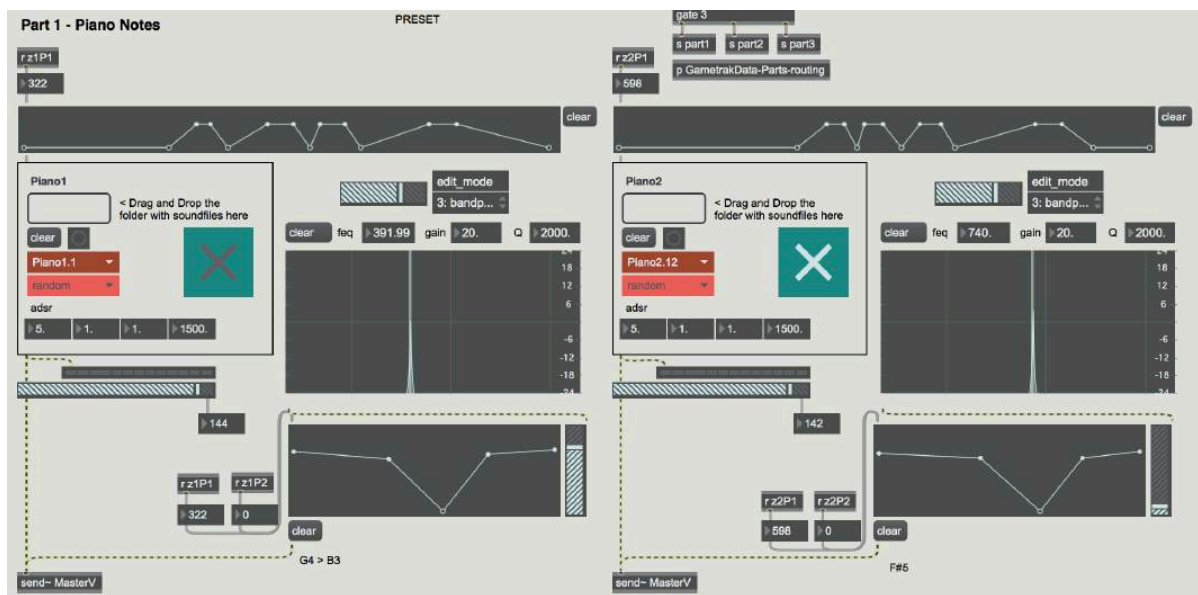 Part 1 - Piano Notes
PRESET
gate 3
s part1 s part2 s part3
p GametrakData-Parts-routing
r z1P1
322
clear
Piano1
< Drag and Drop the
folder with soundfiles here
clear
Piano1.1
random
adsr
5. 1. 1. 1500.
edit_mode
3: bandp...
clear feq 391.99 gain 20. Q 2000.
24
18
12
6
-6
-12
-18
-24
144
r z1P1 r z1P2
322 0
clear
G4 > B3
send~ MasterV
r z2P1
598
clear
Piano2
< Drag and Drop the
folder with soundfiles here
clear
Piano2.12
random
adsr
5. 1. 1. 1500.
edit_mode
3: bandp...
clear feq 740. gain 20. Q 2000.
24
18
12
6
-6
-12
-18
-24
142
r z2P1 r z2P2
598 0
clear
F#5
send~ MasterV